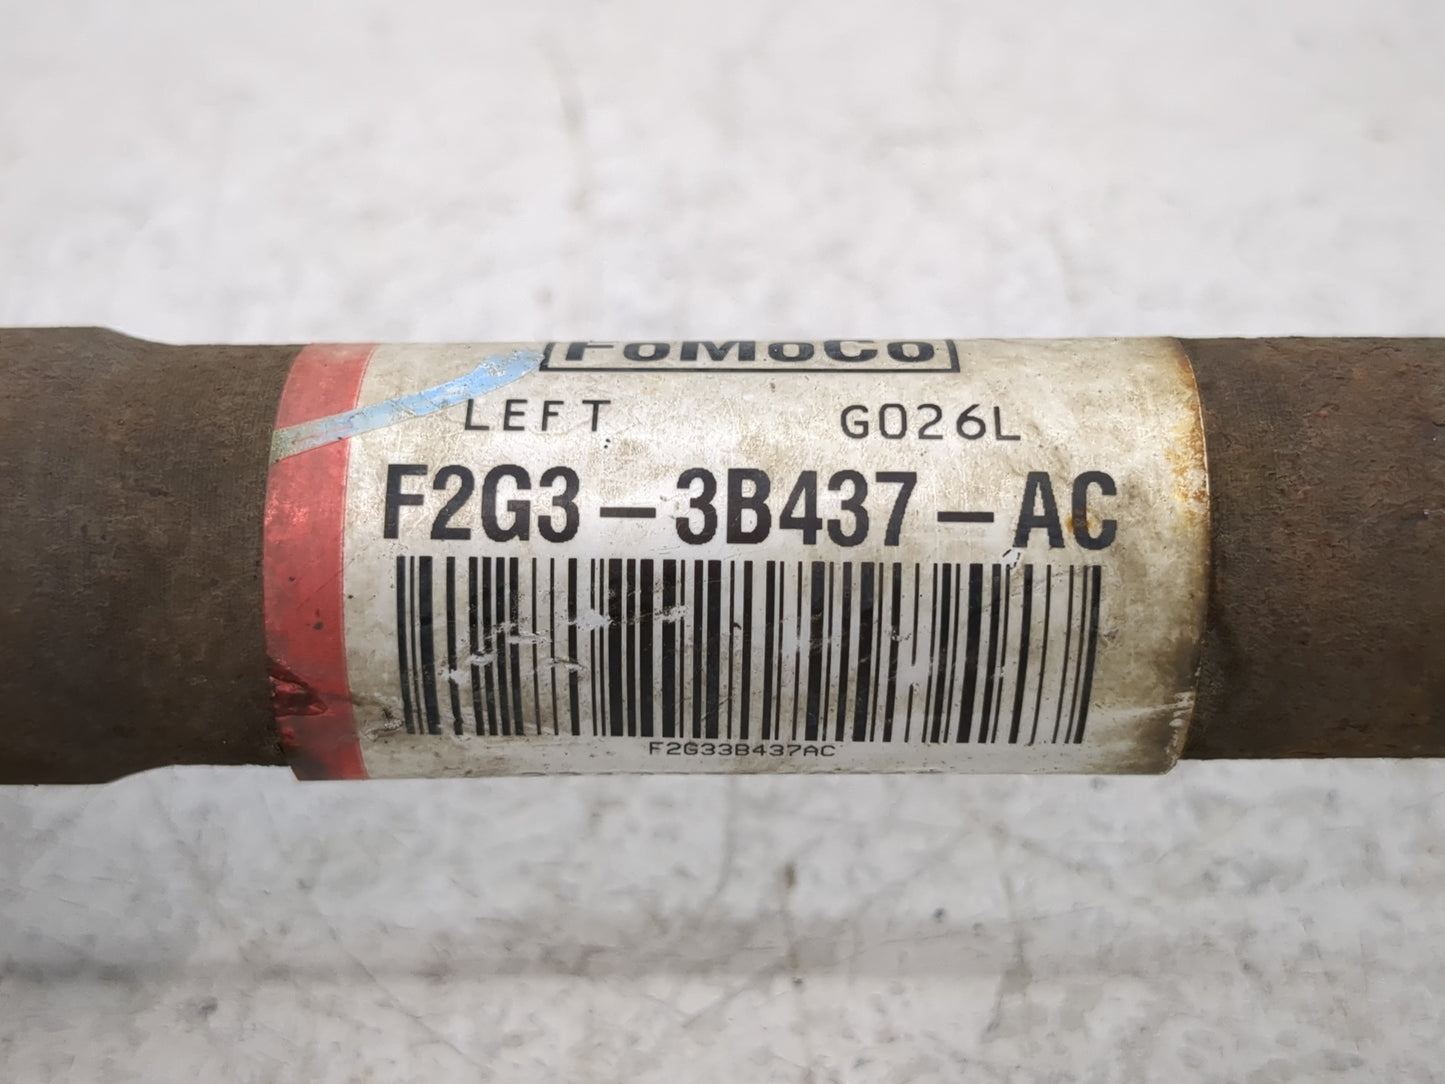 FoMoCo
LEFT G026L
F2G3-3B437-AC
F2G33B437AC